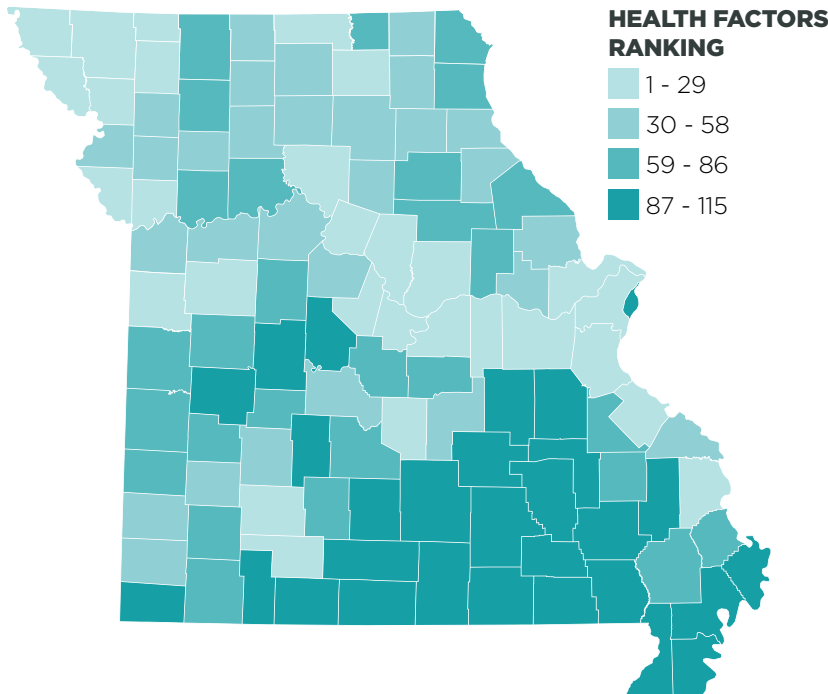 HEALTH FACTORS
RANKING
1 - 29
30 - 58
59 - 86
87 - 115